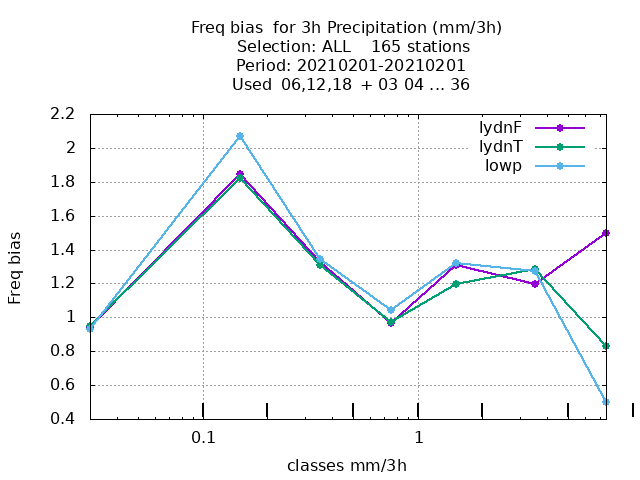 Freq bias  for 3h Precipitation (mm/3h)
Selection: ALL    165 stations
Period: 20210201-20210201
Used  06,12,18  + 03 04 ... 36
lydnF
lydnT
lowp
2.2
2
1.8
1.6
1.4
1.2
1
0.8
0.6
0.4
Freq bias
0.1
1
classes mm/3h